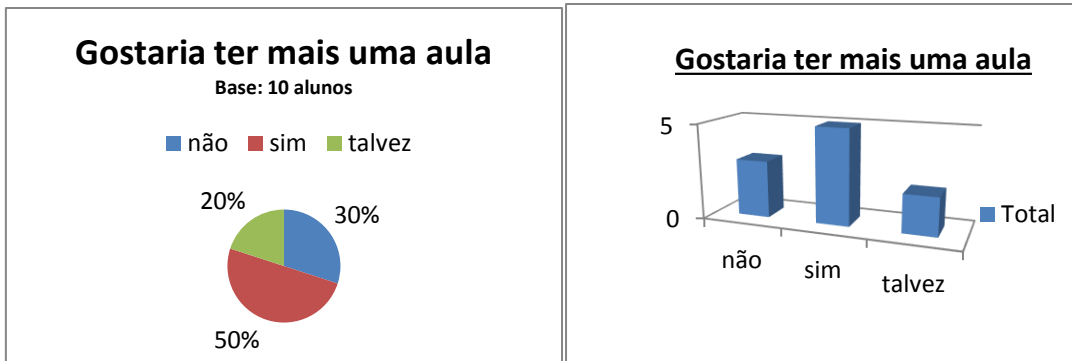 Gostaria ter mais uma aula
Base: 10 alunos
não sim talvez
20%
30%
50%
Gostaria ter mais uma aula
5
0
não
sim
talvez
Total